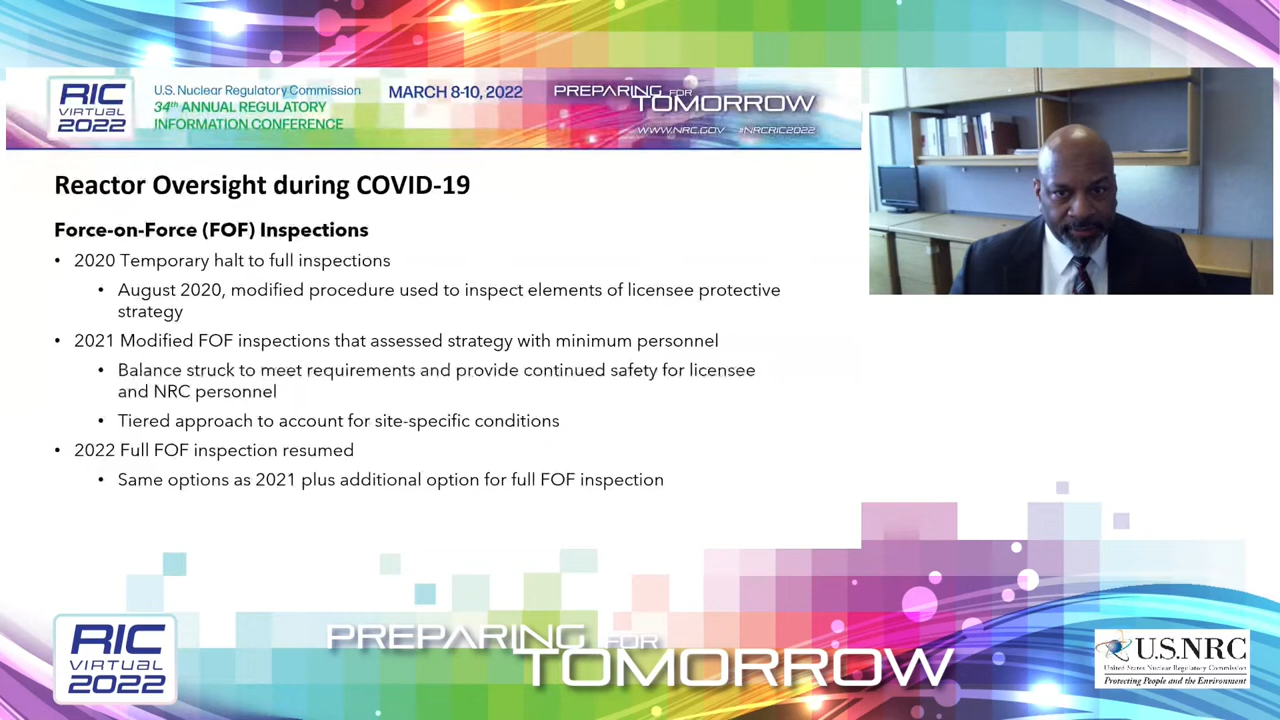 RIC
VIRTUAL
2022
U.S. Nuclear Regulatory Commission
34th ANNUAL REGULATORY
INFORMATION CONFERENCE
MARCH 8-10, 2022
PREPARING FOR
TOMORROW
WWW.NRC.GOV #NRCRIC2022
Reactor Oversight during COVID-19
Force-on-Force (FOF) Inspections
• 2020 Temporary halt to full inspections
• August 2020, modified procedure used to inspect elements of licensee protective
strategy
• 2021 Modified FOF inspections that assessed strategy with minimum personnel
• Balance struck to meet requirements and provide continued safety for licensee
and NRC personnel
• Tiered approach to account for site-specific conditions
• 2022 Full FOF inspection resumed
• Same options as 2021 plus additional option for full FOF inspection
RIC
VIRTUAL
2022
PREPARING FOR
TOMORROW
U.S.NRC
United States Nuclear Regulatory Commission
Protecting People and the Environment